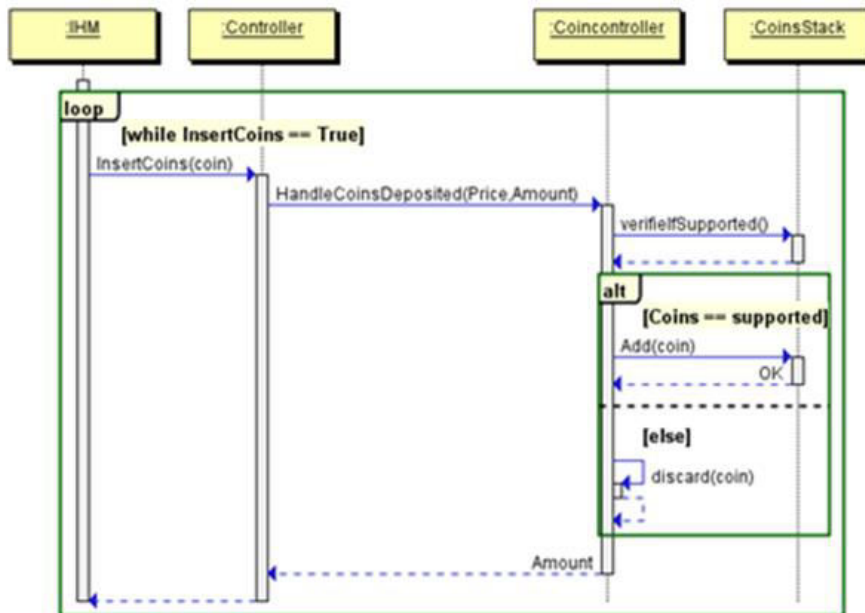 :IHM
:Controller
:Coincontroller
:CoinsStack
loop
[while InsertCoins == True]
InsertCoins(coin)
HandleCoinsDeposited(Price,Amount)
verifieIfSupported()
alt
[Coins == supported]
Add(coin)
OK
[else]
discard(coin)
Amount